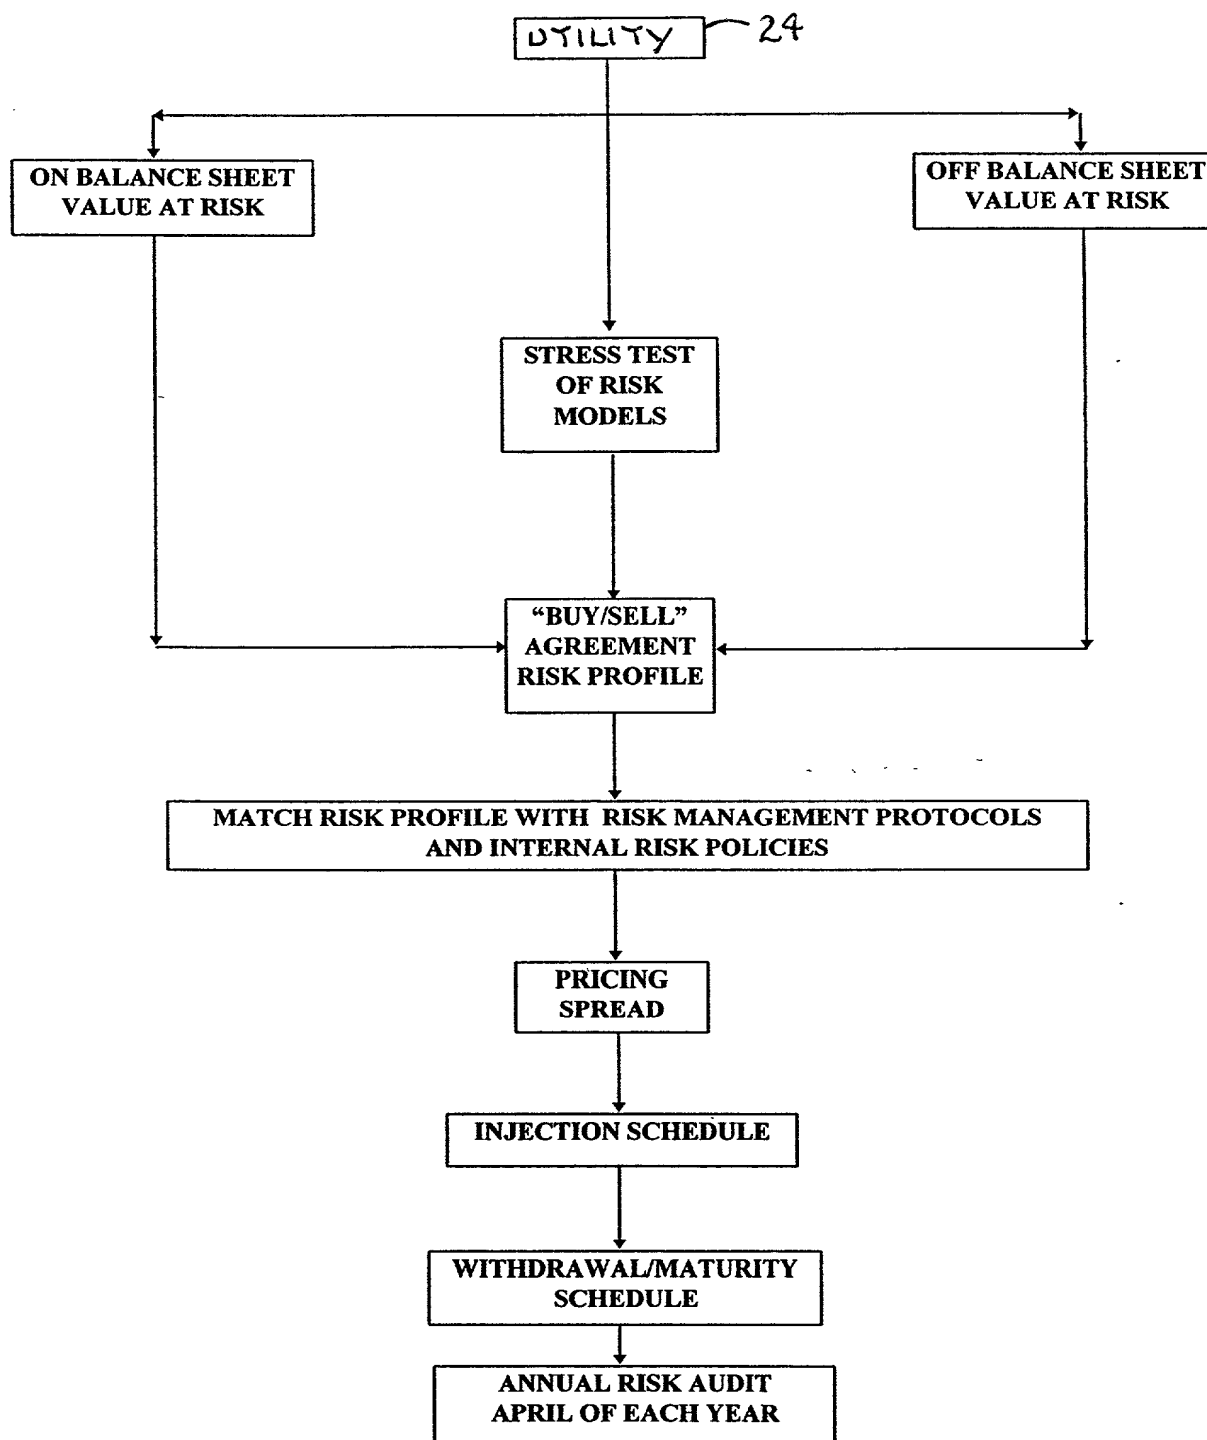 UTILITY 24
ON BALANCE SHEET
VALUE AT RISK
OFF BALANCE SHEET
VALUE AT RISK
STRESS TEST
OF RISK
MODELS
“BUY/SELL”
AGREEMENT
RISK PROFILE
MATCH RISK PROFILE WITH RISK MANAGEMENT PROTOCOLS
AND INTERNAL RISK POLICIES
PRICING
SPREAD
INJECTION SCHEDULE
WITHDRAWAL/MATURITY
SCHEDULE
ANNUAL RISK AUDIT
APRIL OF EACH YEAR